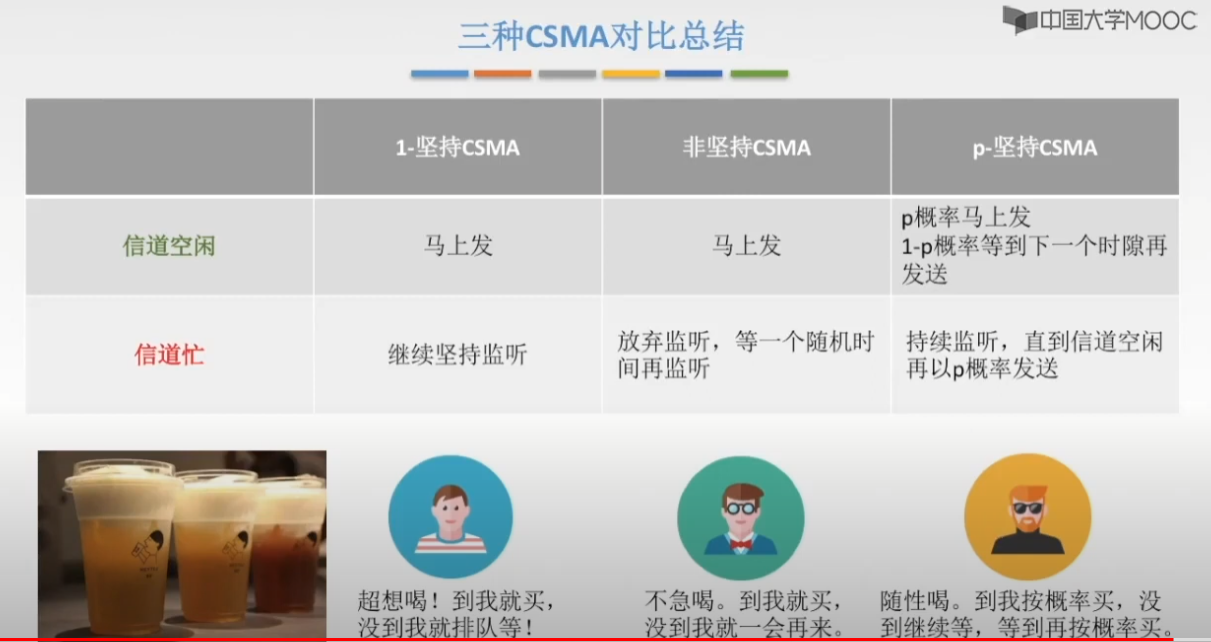 中国大学MOOC
三种CSMA对比总结
1-坚持CSMA
非坚持CSMA
p-坚持CSMA
信道空闲
马上发
马上发
p概率马上发
1-p概率等到下一个时隙再
发送
信道忙
继续坚持监听
放弃监听，等一个随机时
间再监听
持续监听，直到信道空闲
再以p概率发送
超想喝！到我就买，
没到我就排队等！
不急喝。到我就买，
没到我就一会再来。
随性喝。到我按概率买，没
到继续等，等到再按概率买。